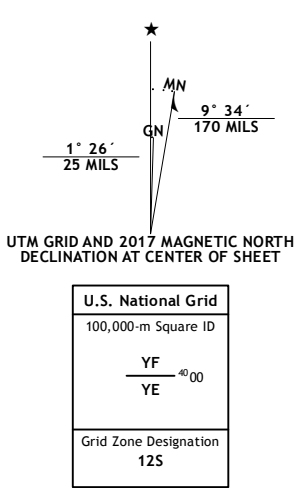 ★
MN
GN
9° 34´
170 MILS
1° 26´
25 MILS
UTM GRID AND 2017 MAGNETIC NORTH
DECLINATION AT CENTER OF SHEET
U.S. National Grid
100,000-m Square ID
YF
YE
⁴⁰00
Grid Zone Designation
12S